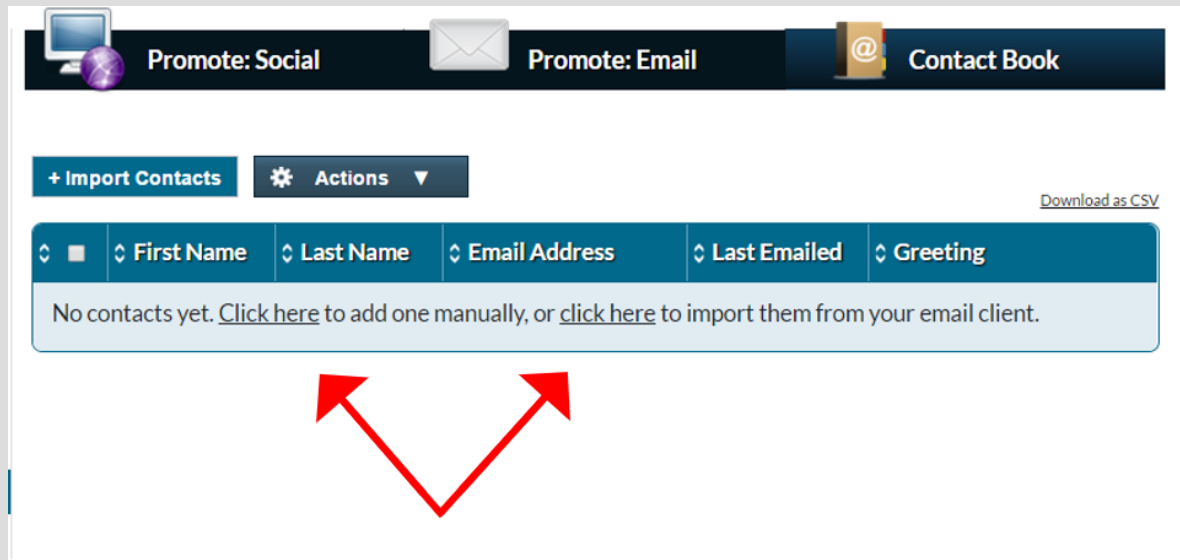 Promote: Social
Promote: Email
@
Contact Book
+ Import Contacts
Actions ▼
Download as CSV
First Name
Last Name
Email Address
Last Emailed
Greeting
No contacts yet. Click here to add one manually, or click here to import them from your email client.